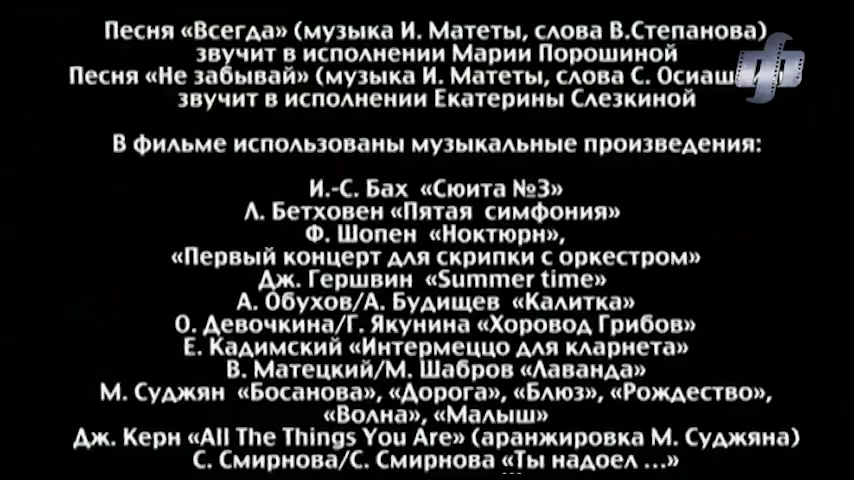 Песня «Всегда» (музыка И. Матеты, слова В.Степанова)
звучит в исполнении Марии Порошиной
Песня «Не забывай» (музыка И. Матеты, слова С.
звучит в исполнении Екатерины Слезкиной
В фильме использованы музыкальные произведения:
И.-С. Бах «Сюита №3»
Л. Бетховен «Пятая симфония»
Ф. Шопен «Ноктюрн»,
«Первый концерт для скрипки с оркестром»
Дж. Гершвин «Summer time»
А. Обухов/А. Будищев «Калитка»
О. Девочкина/Г. Якунина «Хоровод Грибов»
Е. Кадимский «Интермеццо для кларнета»
В. Матецкий/М. Шабров «Лаванда»
М. Суджян «Босанова», «Дорога», «Блюз», «Рождество»,
«Волна», «Малыш»
Дж. Керн «All The Things You Are» (аранжировка М. Суджяна)
С. Смирнова/С. Смирнова «Ты надоел ...»